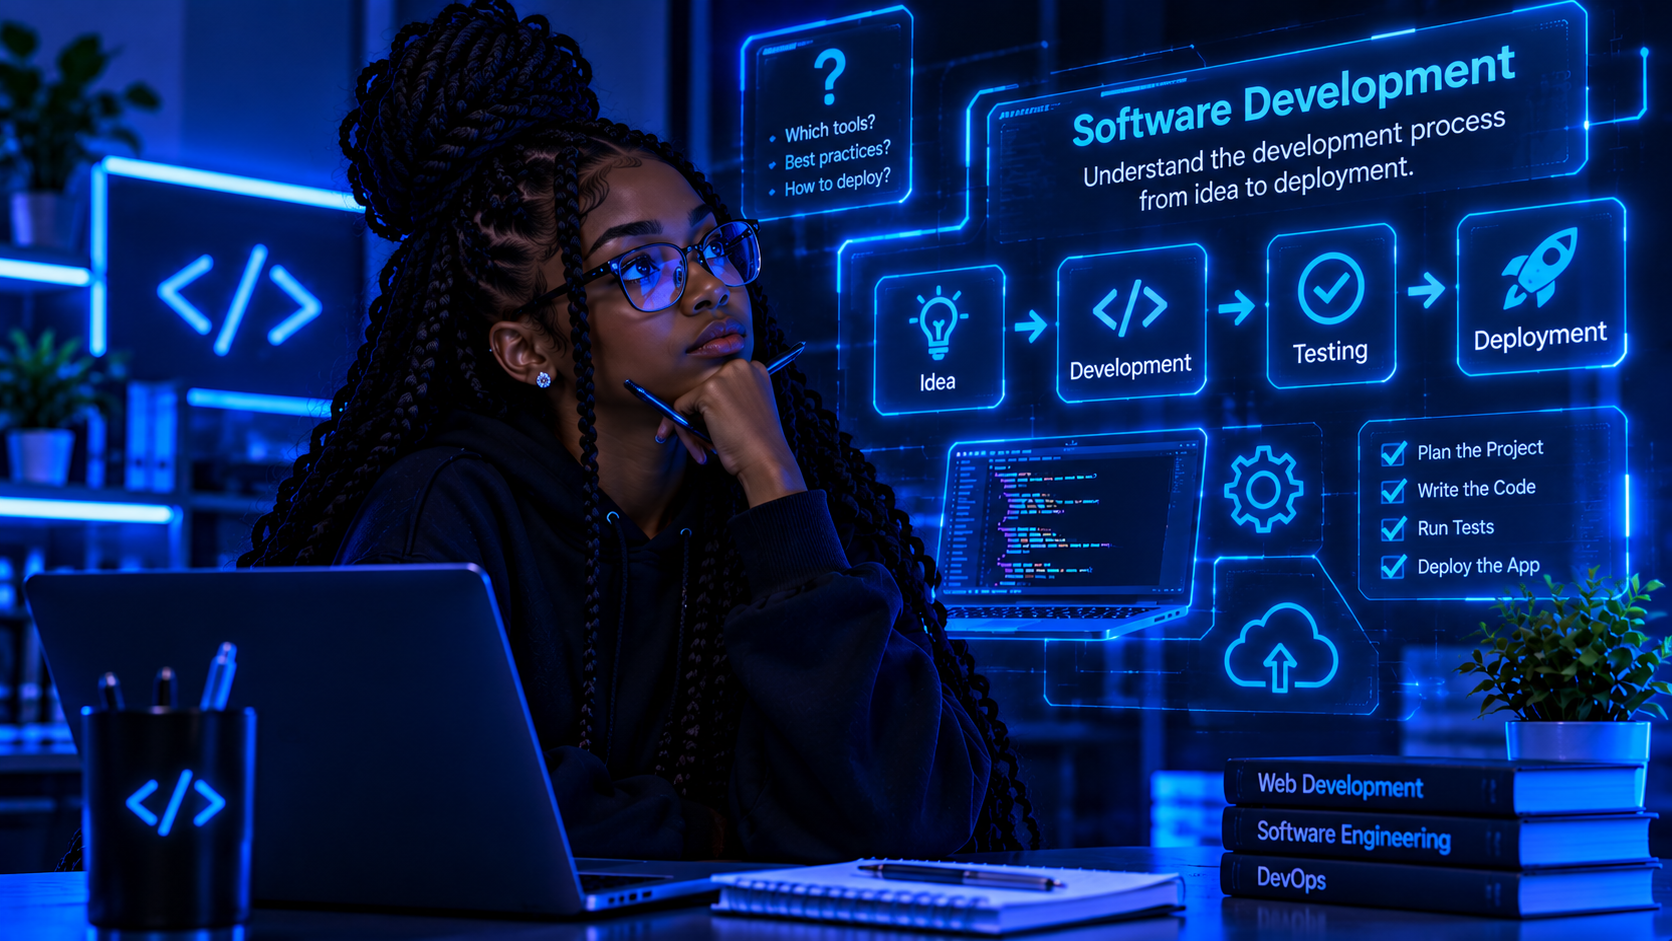 ?
Which tools?
Best practices?
How to deploy?
Software Development
Understand the development process
from idea to deployment.
Idea
</>
Development
Testing
Deployment
</>
Plan the Project
Write the Code
Run Tests
Deploy the App
</>
Web Development
Software Engineering
DevOps